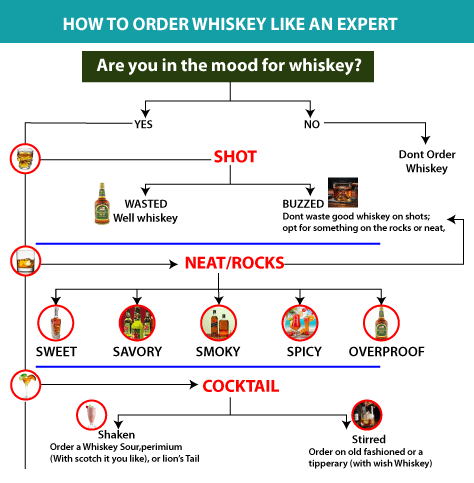 HOW TO ORDER WHISKEY LIKE AN EXPERT
Are you in the mood for whiskey?
YES
NO
Dont Order
Whiskey
SHOT
WASTED
Well whiskey
BUZZED
Dont waste good whiskey on shots;
opt for something on the rocks or neat,
NEAT/ROCKS
SWEET
SAVORY
SMOKY
SPICY
OVERPROOF
COCKTAIL
Shaken
Order a Whiskey Sour,perimium
(With scotch it you like), or lion's Tail
Stirred
Order on old fashioned or a
tipperary (with wish Whiskey)